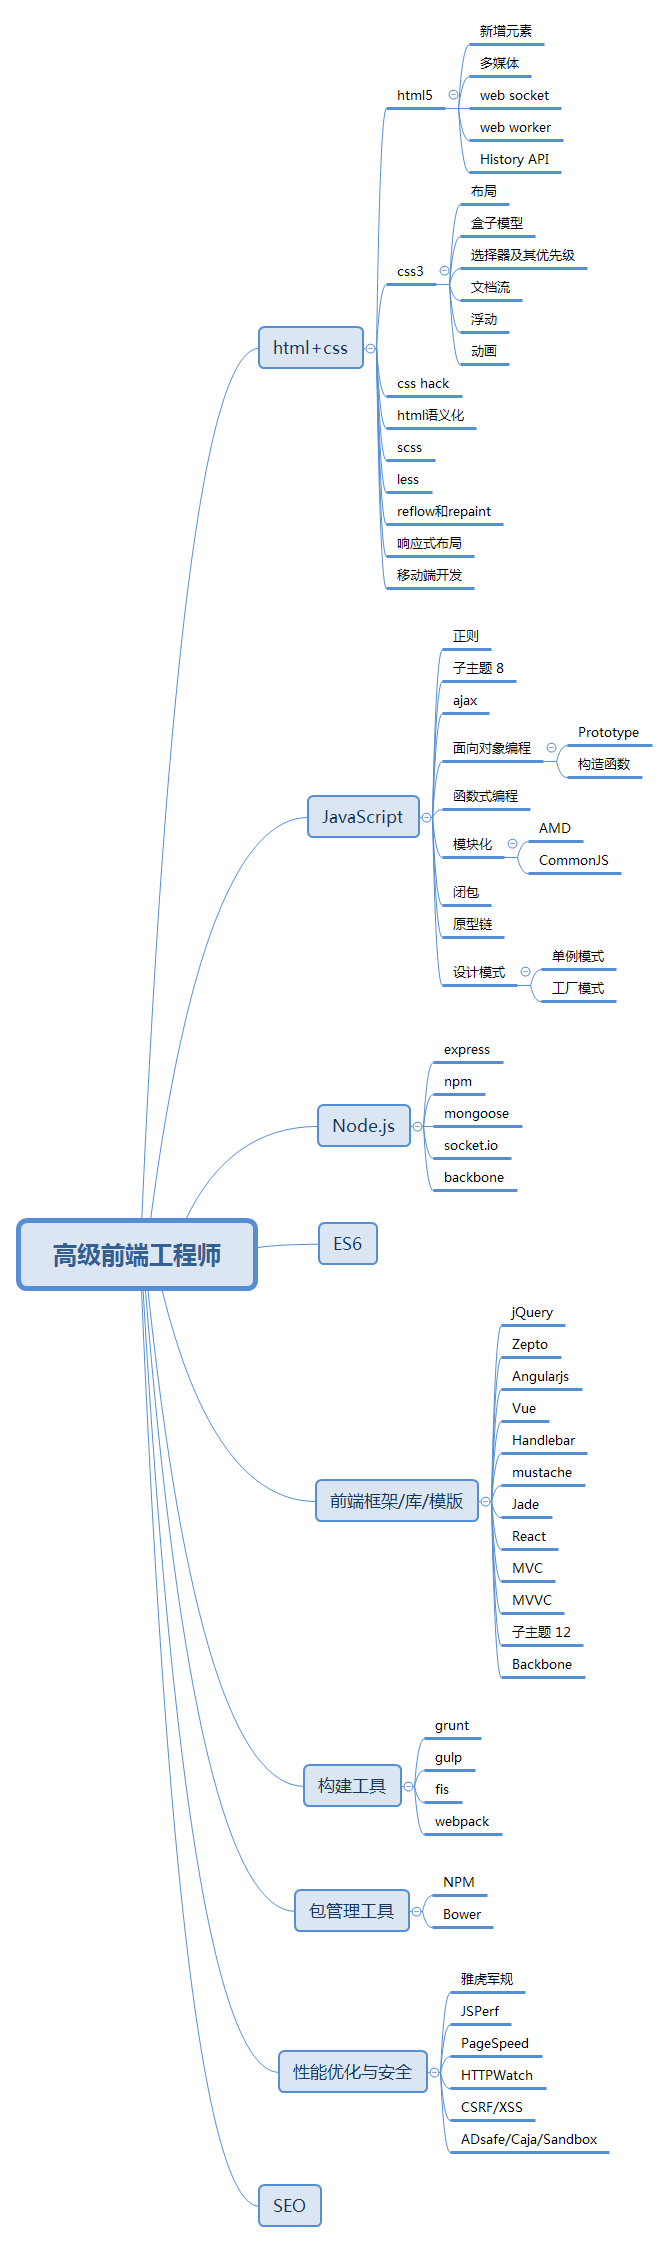 高级前端工程师
html+css
html5
新增元素
多媒体
web socket
web worker
History API
css3
布局
盒子模型
选择器及其优先级
文档流
浮动
动画
css hack
html语义化
scss
less
reflow和repaint
响应式布局
移动端开发
JavaScript
正则
子主题 8
ajax
面向对象编程
Prototype
构造函数
函数式编程
模块化
AMD
CommonJS
闭包
原型链
设计模式
单例模式
工厂模式
Node.js
express
npm
mongoose
socket.io
backbone
ES6
前端框架/库/模版
jQuery
Zepto
Angularjs
Vue
Handlebar
mustache
Jade
React
MVC
MVVC
子主题 12
Backbone
构建工具
grunt
gulp
fis
webpack
包管理工具
NPM
Bower
性能优化与安全
雅虎军规
JSPerf
PageSpeed
HTTPWatch
CSRF/XSS
ADsafe/Caja/Sandbox
SEO